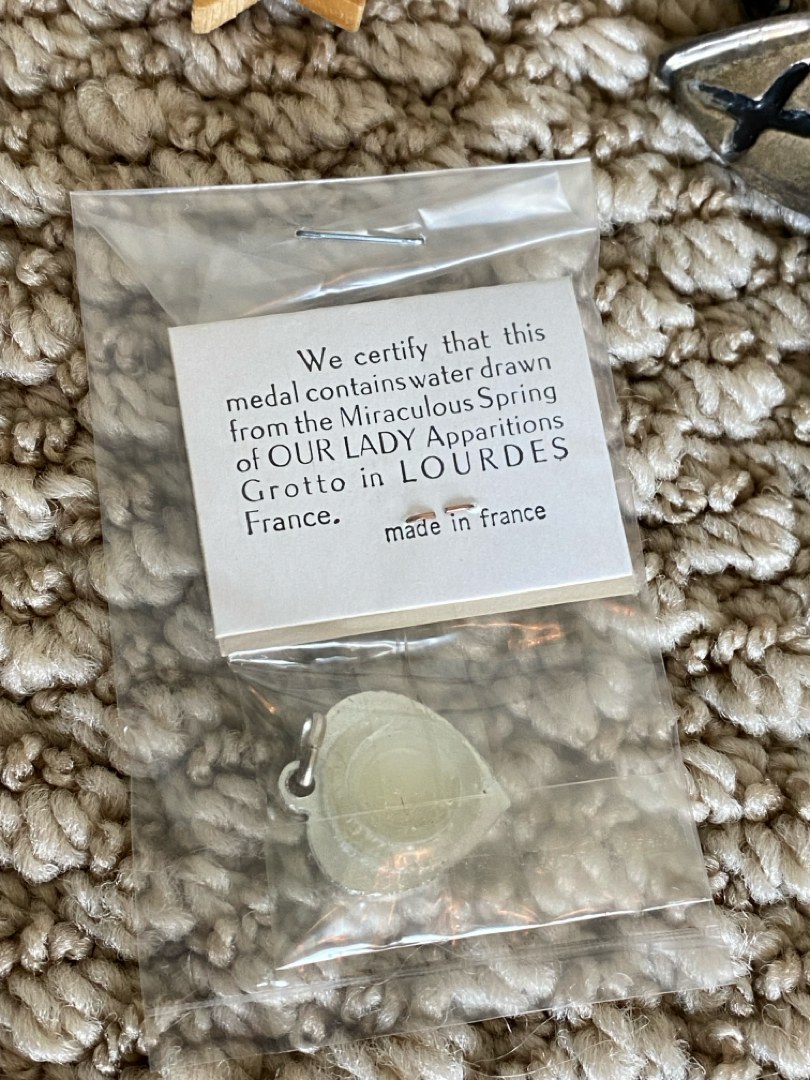 We certify that this
medal contains water drawn
from the Miraculous Spring
of OUR LADY Apparitions
Grotto in LOURDES
France.
made in france